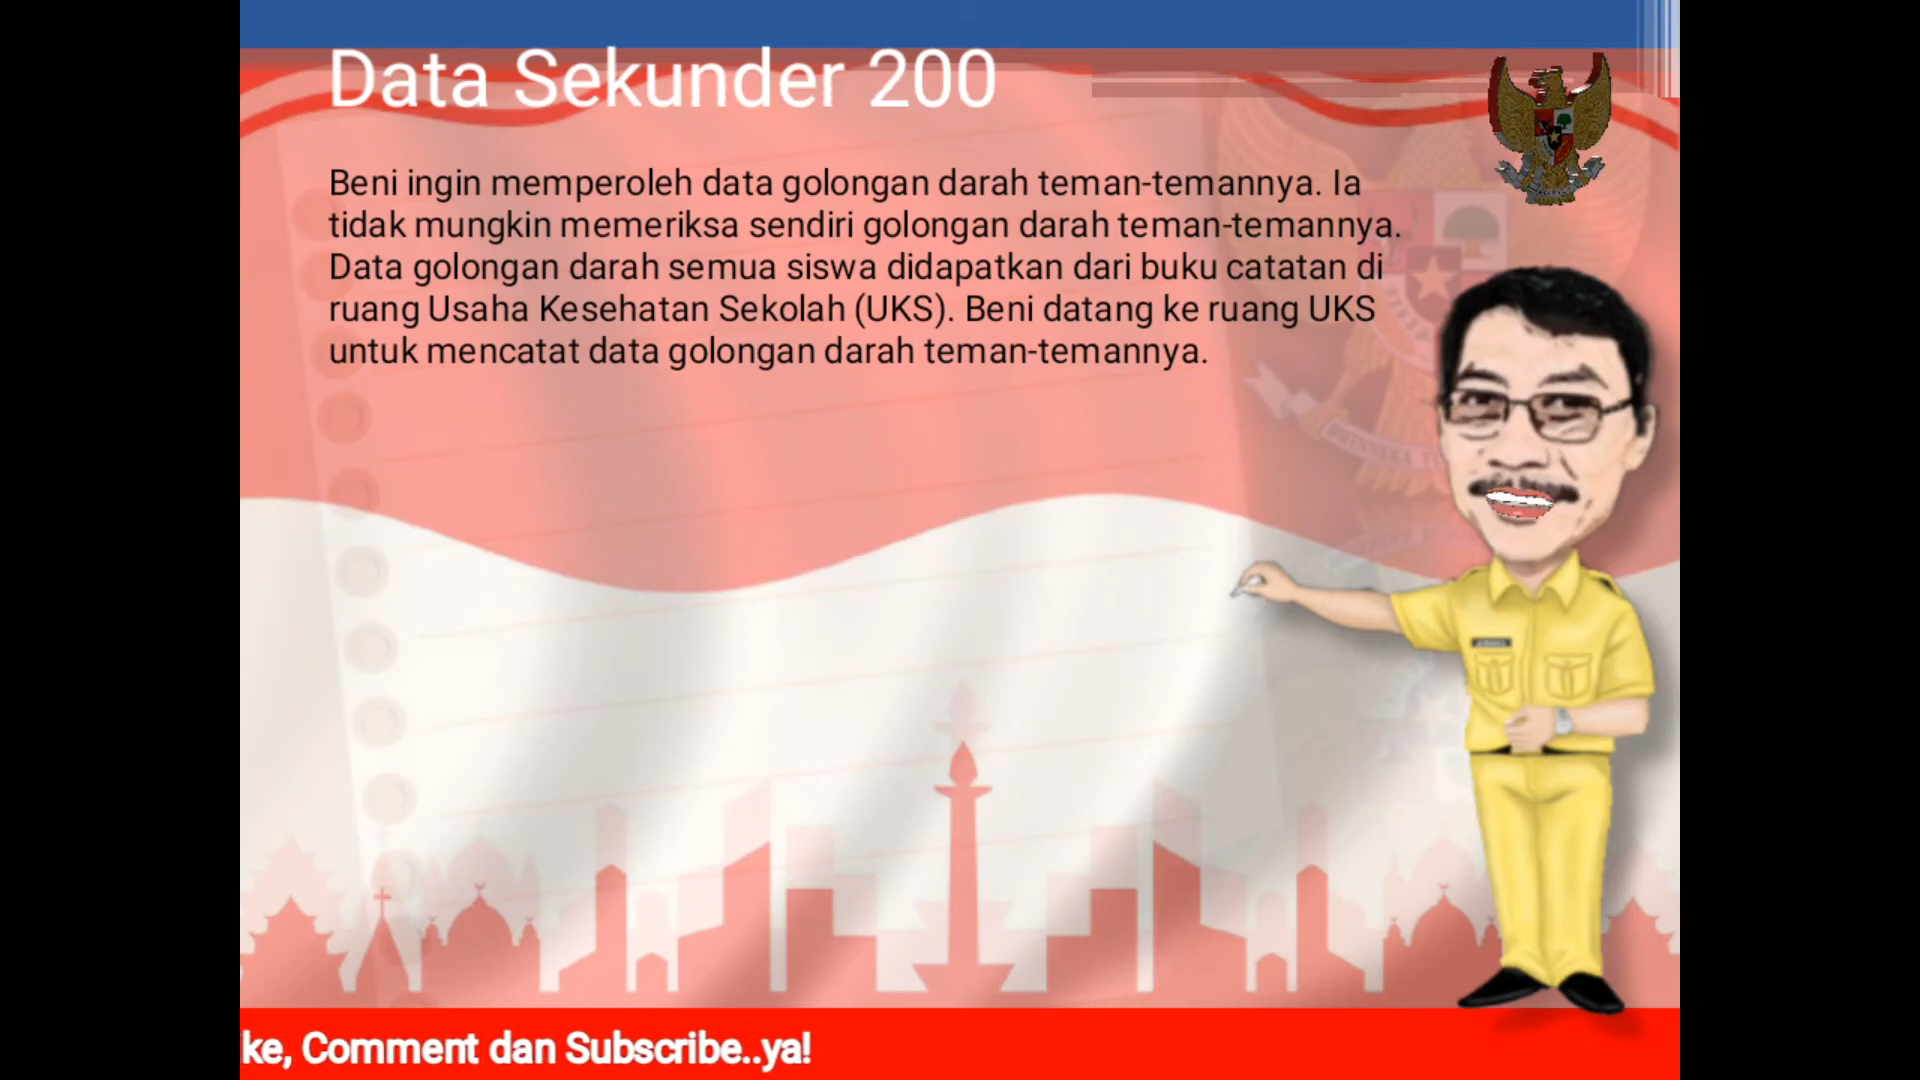 Data Sekunder 200
Beni ingin memperoleh data golongan darah teman-temannya. Ia
tidak mungkin memeriksa sendiri golongan darah teman-temannya.
Data golongan darah semua siswa didapatkan dari buku catatan di
ruang Usaha Kesehatan Sekolah (UKS). Beni datang ke ruang UKS
untuk mencatat data golongan darah teman-temannya.
ke, Comment dan Subscribe..ya!